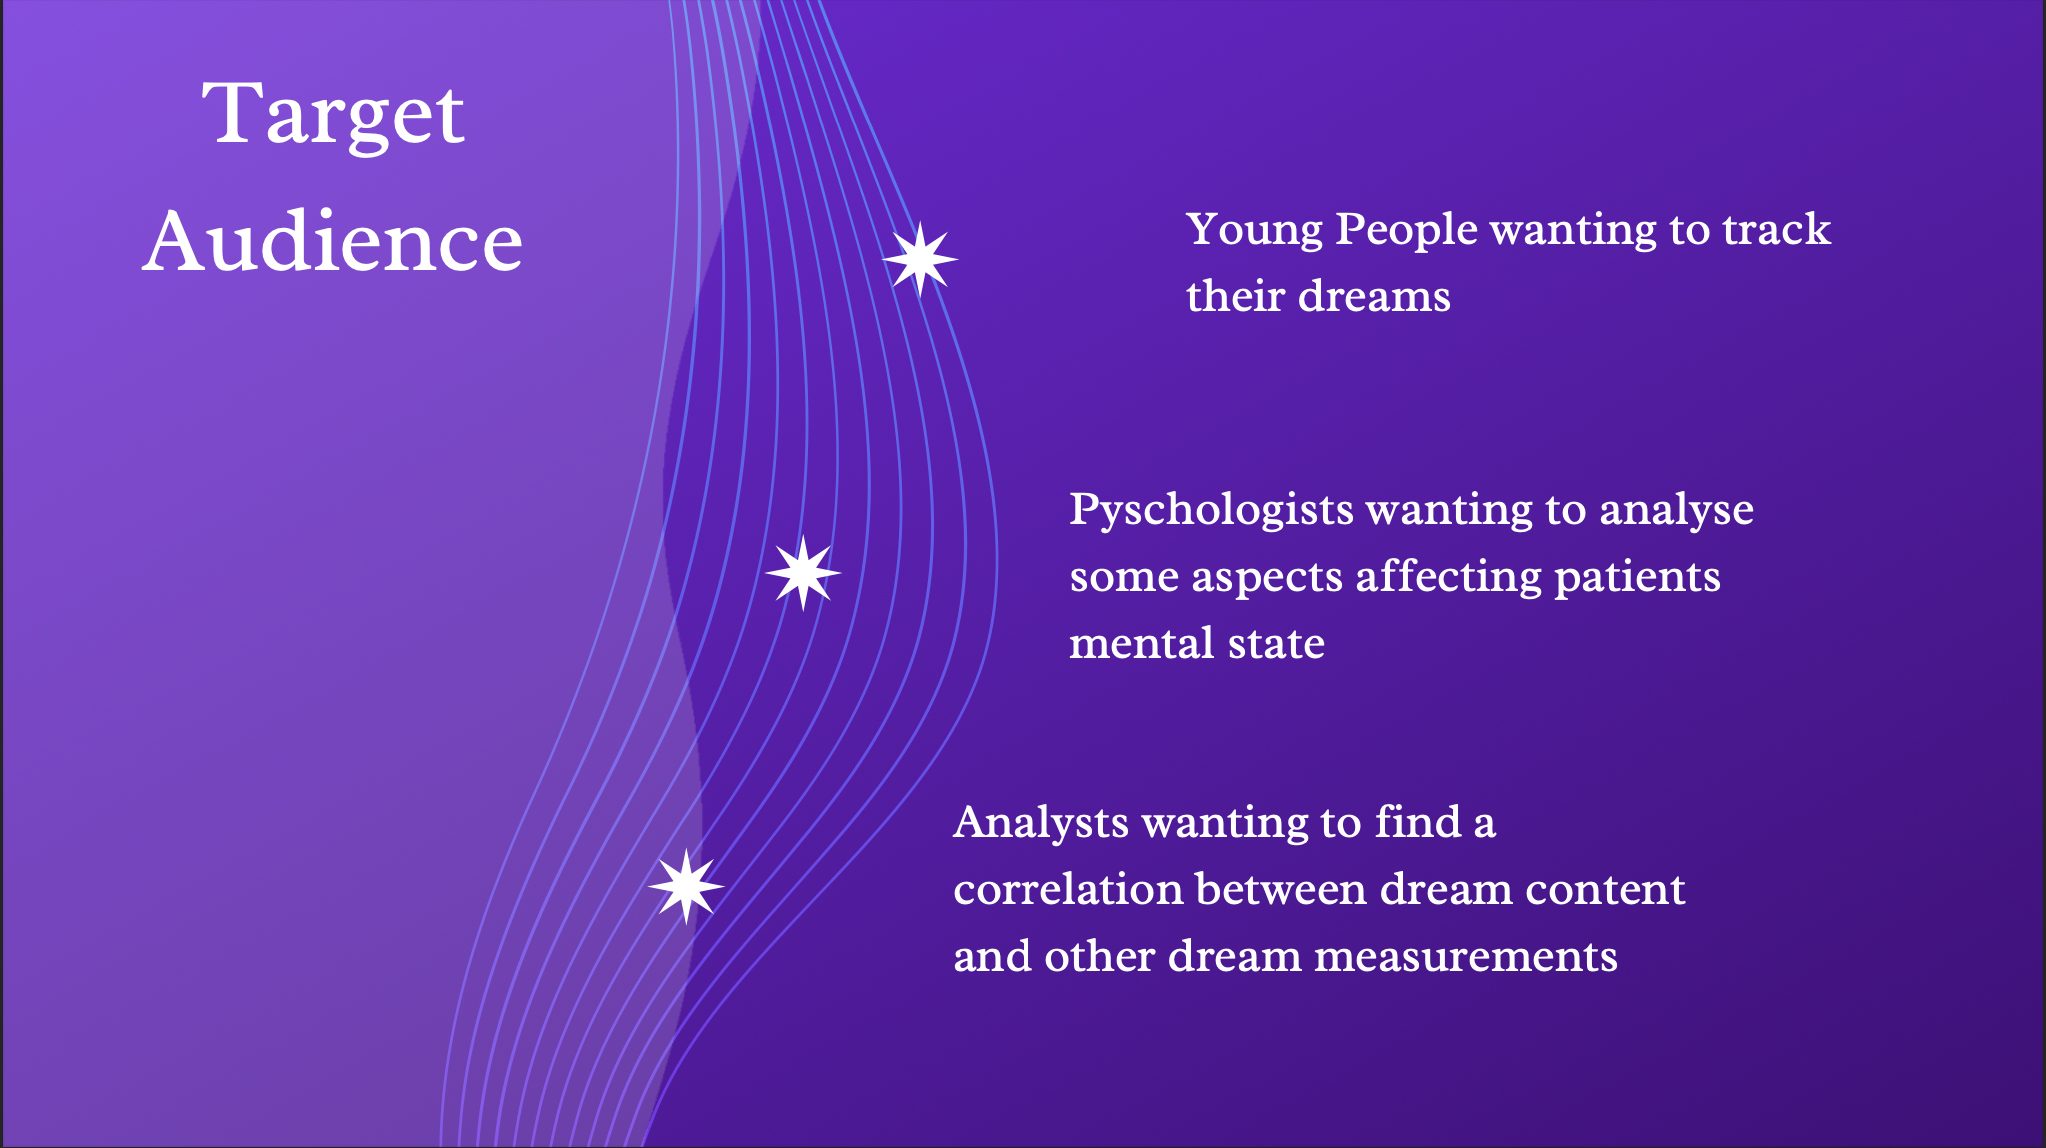 Target
Audience
Young People wanting to track
their dreams
Pyschologists wanting to analyse
some aspects affecting patients
mental state
Analysts wanting to find a
correlation between dream content
and other dream measurements